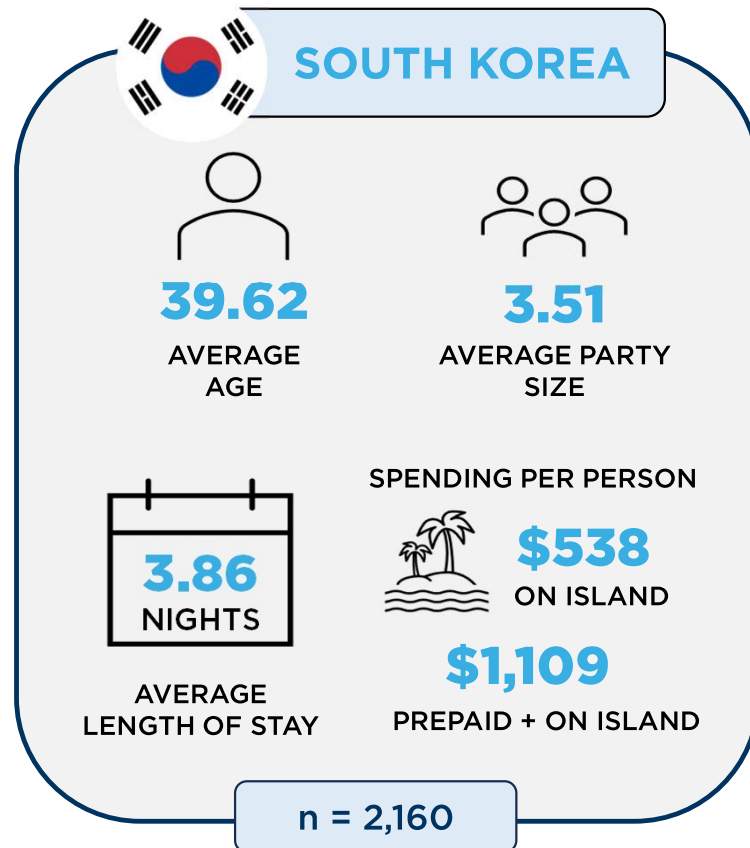 SOUTH KOREA
39.62
AVERAGE
AGE
3.51
AVERAGE PARTY
SIZE
3.86
NIGHTS
AVERAGE
LENGTH OF STAY
SPENDING PER PERSON
$538
ON ISLAND
$1,109
PREPAID + ON ISLAND
n = 2,160